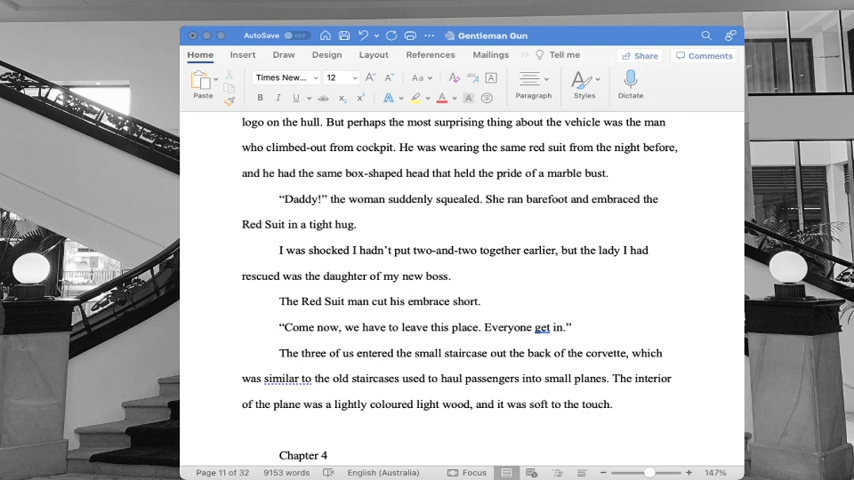 AutoSave OFF
Gentleman Gun
Home Insert Draw Design Layout References Mailings Tell me Share Comments
Paste
Times New... 12
Paragraph Styles Dictate
logo on the hull. But perhaps the most surprising thing about the vehicle was the man
who climbed-out from cockpit. He was wearing the same red suit from the night before,
and he had the same box-shaped head that held the pride of a marble bust.
“Daddy!” the woman suddenly squealed. She ran barefoot and embraced the
Red Suit in a tight hug.
I was shocked I hadn’t put two-and-two together earlier, but the lady I had
rescued was the daughter of my new boss.
The Red Suit man cut his embrace short.
“Come now, we have to leave this place. Everyone get in.”
The three of us entered the small staircase out the back of the corvette, which
was similar to the old staircases used to haul passengers into small planes. The interior
of the plane was a lightly coloured light wood, and it was soft to the touch.
Chapter 4
Page 11 of 32 9153 words English (Australia) Focus 147%